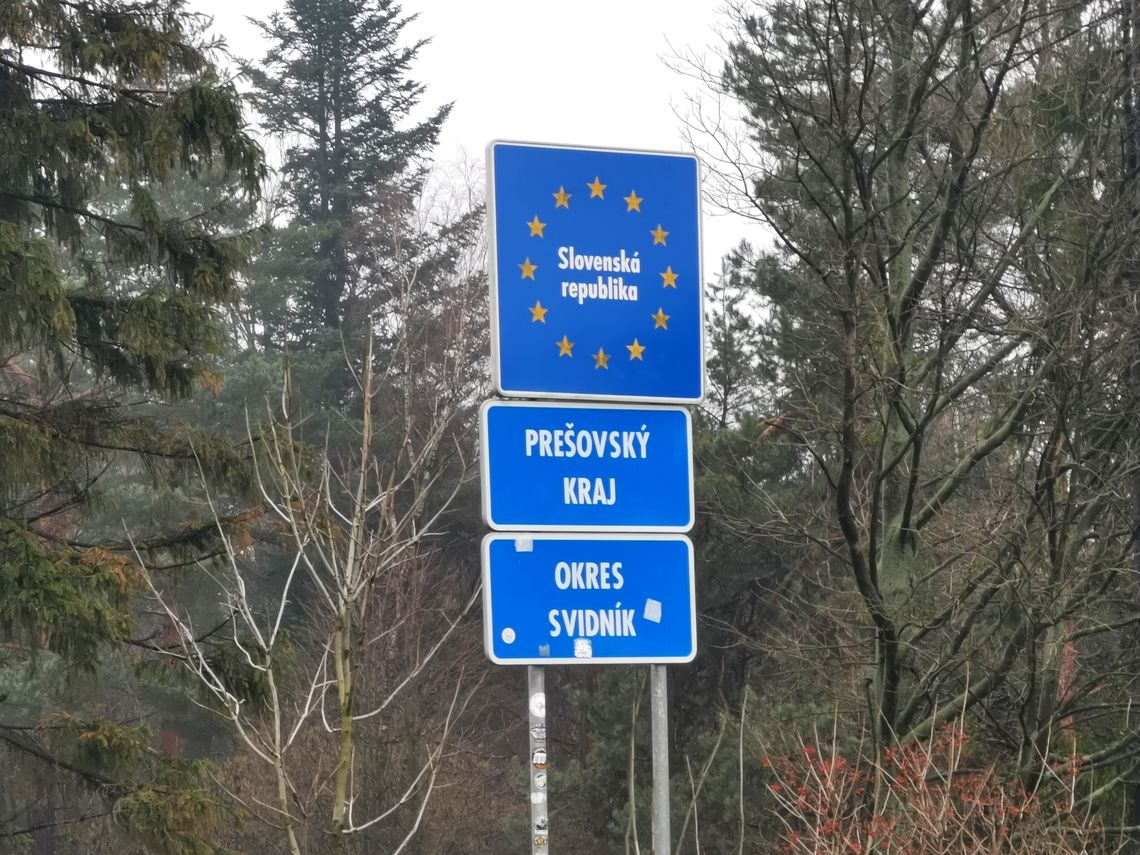 Slovenská
republika
PREŠOVSKÝ
KRAJ
OKRES
SVIDNÍK